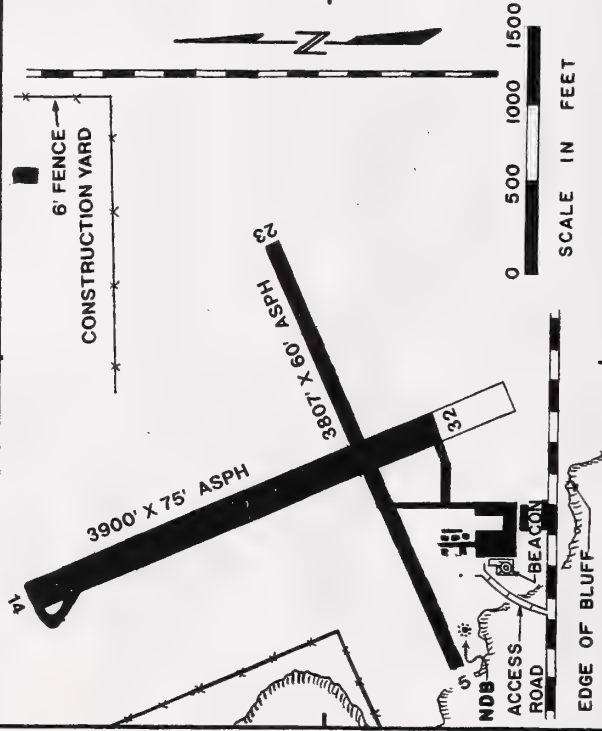 N
6' FENCE
CONSTRUCTION YARD
1500
1000
500
0
SCALE IN FEET
23
3807' X 60' ASPH
3900' X 75' ASPH
14
32
5
NDB
BEACON
ACCESS
ROAD
EDGE OF BLUFF